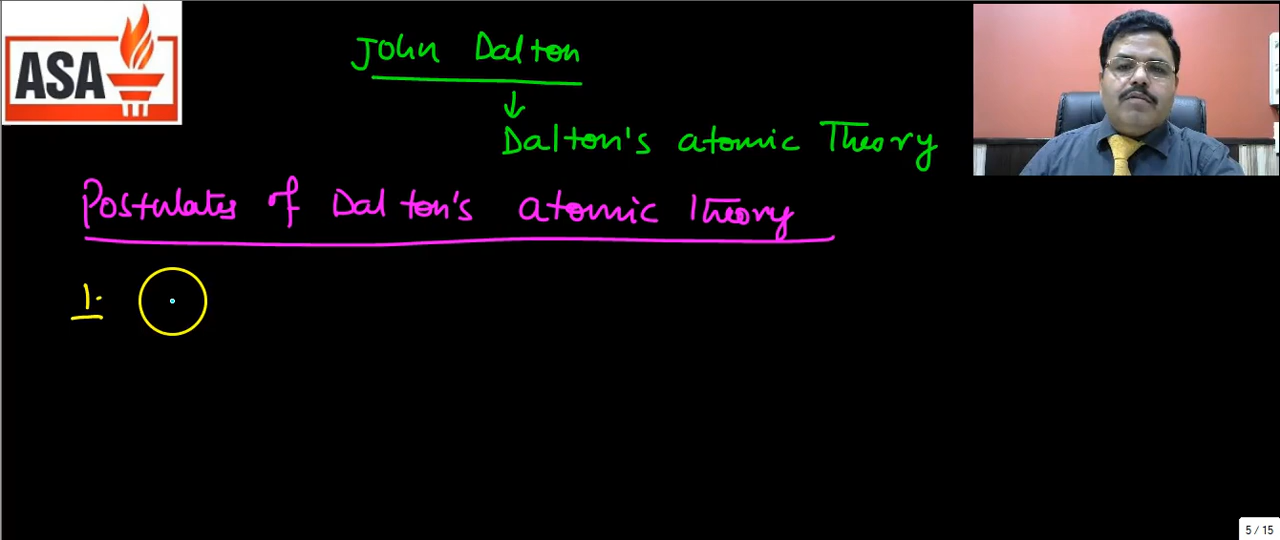 ASA
John Dalton
↓
Dalton's atomic Theory
Postulates of Dalton's atomic Theory
1.
5 / 15